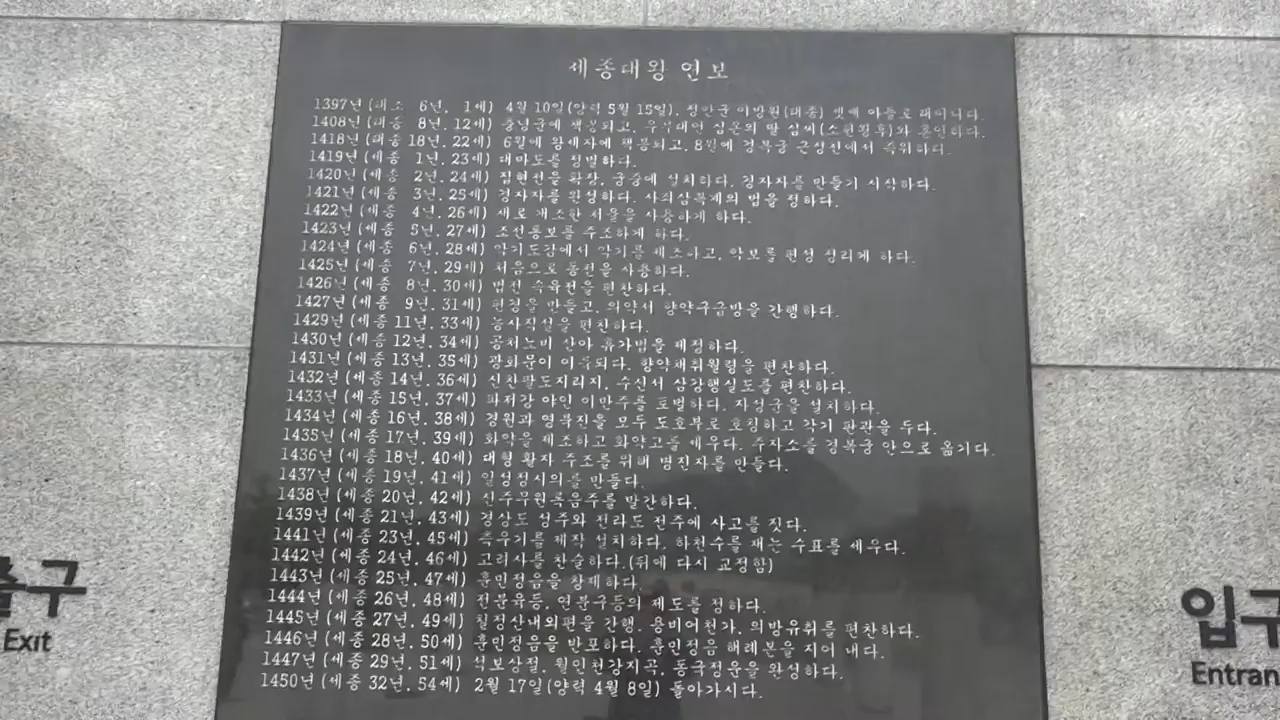 세종대왕 연보
1397년 (태조 6년, 1세) 4월 10일(양력 5월 15일), 정안군 이방원(태종) 셋째 아들로 태어나다.
1408년 (태종 8년, 12세) 충녕군에 책봉되고, 우부대언 심온의 딸 심씨(소헌왕후)와 혼인하다.
1418년 (태종 18년, 22세) 6월에 왕세자에 책봉되고, 8월에 경복궁 근정전에서 즉위하다.
1419년 (세종 1년, 23세) 대마도를 정벌하다.
1420년 (세종 2년, 24세) 집현전을 확장, 궁중에 설치하다. 경자자를 만들기 시작하다.
1421년 (세종 3년, 25세) 경자자를 완성하다. 사죄삼복제의 법을 정하다.
1422년 (세종 4년, 26세) 새로 개조한 저울을 사용하게 하다.
1423년 (세종 5년, 27세) 조선통보를 주조하게 하다.
1424년 (세종 6년, 28세) 악기도감에서 악기를 제조하고, 악보를 편성 정리케 하다.
1425년 (세종 7년, 29세) 처음으로 동전을 사용하다.
1426년 (세종 8년, 30세) 법전 속육전을 편찬하다.
1427년 (세종 9년, 31세) 편경을 만들고, 의약서 향약구급방을 간행하다.
1429년 (세종 11년, 33세) 농사직설을 편찬하다.
1430년 (세종 12년, 34세) 공처노비 산아 휴가법을 제정하다.
1431년 (세종 13년, 35세) 광화문이 이룩되다. 향약채취월령을 편찬하다.
1432년 (세종 14년, 36세) 신찬팔도지리지, 수신서 삼강행실도를 편찬하다.
1433년 (세종 15년, 37세) 파저강 야인 이만주를 토벌하다. 자성군을 설치하다.
1434년 (세종 16년, 38세) 경원과 영북진을 모두 도호부로 호칭하고 각기 판관을 두다.
1435년 (세종 17년, 39세) 화약을 제조하고 화약고를 세우다. 주자소를 경복궁 안으로 옮기다.
1436년 (세종 18년, 40세) 대형 활자 주조를 위해 병진자를 만들다.
1437년 (세종 19년, 41세) 일성정시의를 만들다.
1438년 (세종 20년, 42세) 신주무원록음주를 발간하다.
1439년 (세종 21년, 43세) 경상도 성주와 전라도 전주에 사고를 짓다.
1441년 (세종 23년, 45세) 측우기를 제작 설치하다. 하천수를 재는 수표를 세우다.
1442년 (세종 24년, 46세) 고려사를 찬술하다.(뒤에 다시 교정함)
1443년 (세종 25년, 47세) 훈민정음을 창제하다.
1444년 (세종 26년, 48세) 전분육등, 연분구등의 제도를 정하다.
1445년 (세종 27년, 49세) 칠정산내외편을 간행. 용비어천가, 의방유취를 편찬하다.
1446년 (세종 28년, 50세) 훈민정음을 반포하다. 훈민정음 해례본을 지어 내다.
1447년 (세종 29년, 51세) 석보상절, 월인천강지곡, 동국정운을 완성하다.
1450년 (세종 32년, 54세) 2월 17일(양력 4월 8일) 돌아가시다.
출구
Exit
입구
Entran